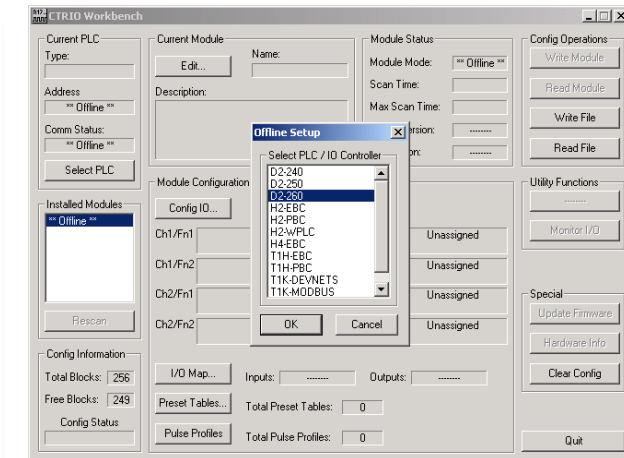 CTRIO Workbench
Current PLC
Type:
Address
** Offline **
Comm Status:
** Offline **
Select PLC
Installed Modules
** Offline **
Rescan
Config Information
Total Blocks: 256
Free Blocks: 249
Config Status
Current Module
Edit...
Name:
Description:
Module Configuration
Config IO...
Ch1/Fn1
Unassigned
Ch1/Fn2
Unassigned
Ch2/Fn1
Unassigned
Ch2/Fn2
Unassigned
I/O Map...
Inputs: --------
Outputs: --------
Preset Tables...
Total Preset Tables: 0
Pulse Profiles
Total Pulse Profiles: 0
Module Status
Module Mode: ** Offline **
Scan Time:
Max Scan Time:
ersion: --------
on: --------
Offline Setup
Select PLC / IO Controller
D2-240
D2-250
D2-260
H2-EBC
H2-PBC
H2-WPLC
H4-EBC
T1H-EBC
T1H-PBC
T1K-DEVNETS
T1K-MODBUS
OK
Cancel
Config Operations
Write Module
Read Module
Write File
Read File
Utility Functions
--------
Monitor I/O
Special
Update Firmware
Hardware Info
Clear Config
Quit